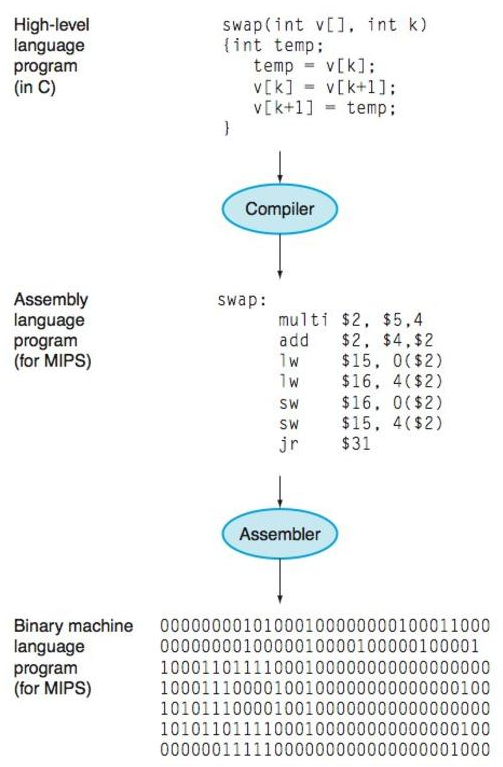 High-level
language
program
(in C)
swap(int v[], int k)
{int temp;
temp = v[k];
v[k] = v[k+1];
v[k+1] = temp;
}
Compiler
Assembly
language
program
(for MIPS)
swap:
multi $2, $5,4
add $2, $4,$2
lw $15, 0($2)
lw $16, 4($2)
sw $16, 0($2)
sw $15, 4($2)
jr $31
Assembler
Binary machine
language
program
(for MIPS)
00000000101000100000000100011000
0000000010000010000100000100001
10001101111000100000000000000000
10001110000100100000000000000100
10101110000100100000000000000000
10101101111000100000000000000100
00000011111000000000000000001000